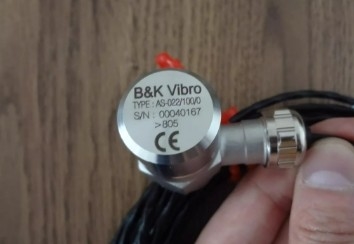 B&K Vibro
TYPE : AS-022/100/0
S/N : 00040167
>805
CE